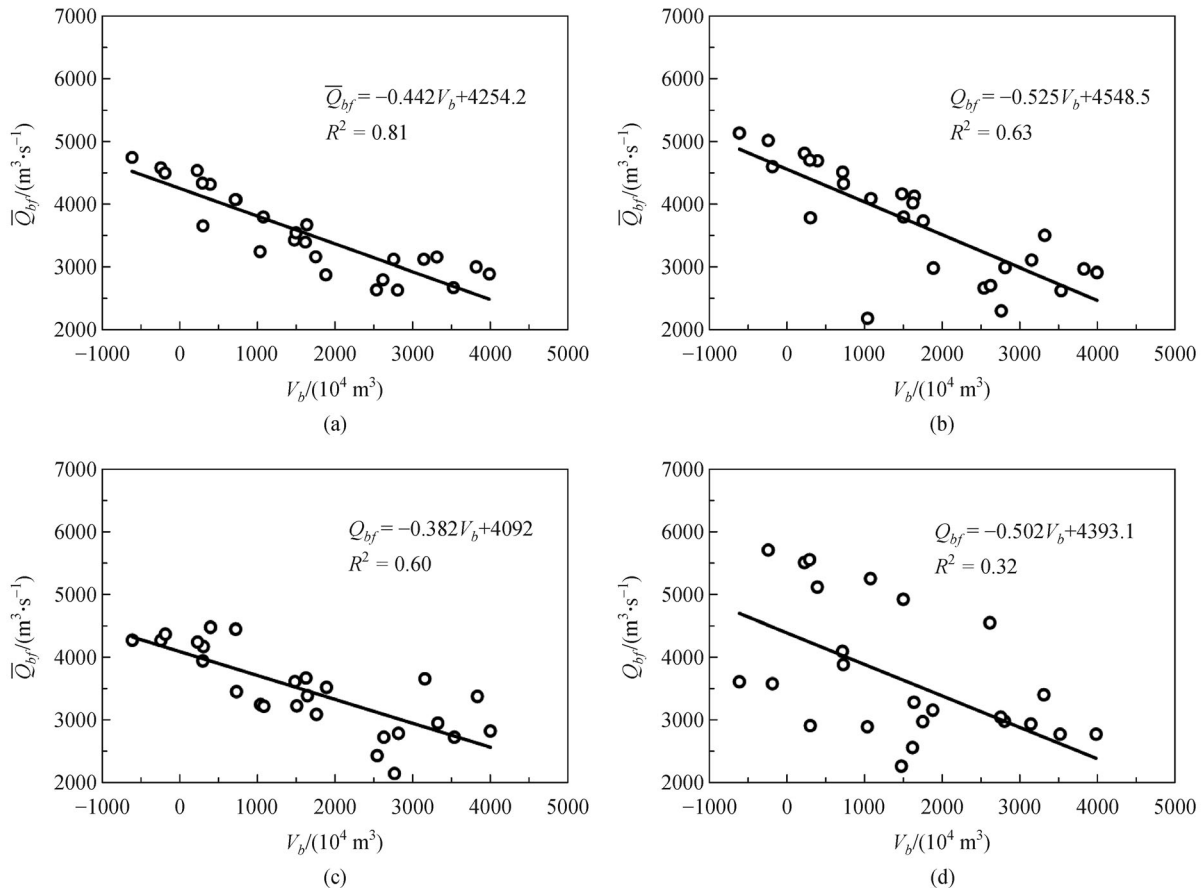 7000
6000
5000
4000
3000
2000
Q̅bf/(m³·s⁻¹)
Q̅bf = −0.442Vb+4254.2
R² = 0.81
−1000 0 1000 2000 3000 4000 5000
Vb/(10⁴ m³)
(a)
7000
6000
5000
4000
3000
2000
Q̅bf/(m³·s⁻¹)
Qbf = −0.525Vb+4548.5
R² = 0.63
−1000 0 1000 2000 3000 4000 5000
Vb/(10⁴ m³)
(b)
7000
6000
5000
4000
3000
2000
Q̅bf/(m³·s⁻¹)
Qbf = −0.382Vb+4092
R² = 0.60
−1000 0 1000 2000 3000 4000 5000
Vb/(10⁴ m³)
(c)
7000
6000
5000
4000
3000
2000
Qbf/(m³·s⁻¹)
Qbf = −0.502Vb+4393.1
R² = 0.32
−1000 0 1000 2000 3000 4000 5000
Vb/(10⁴ m³)
(d)